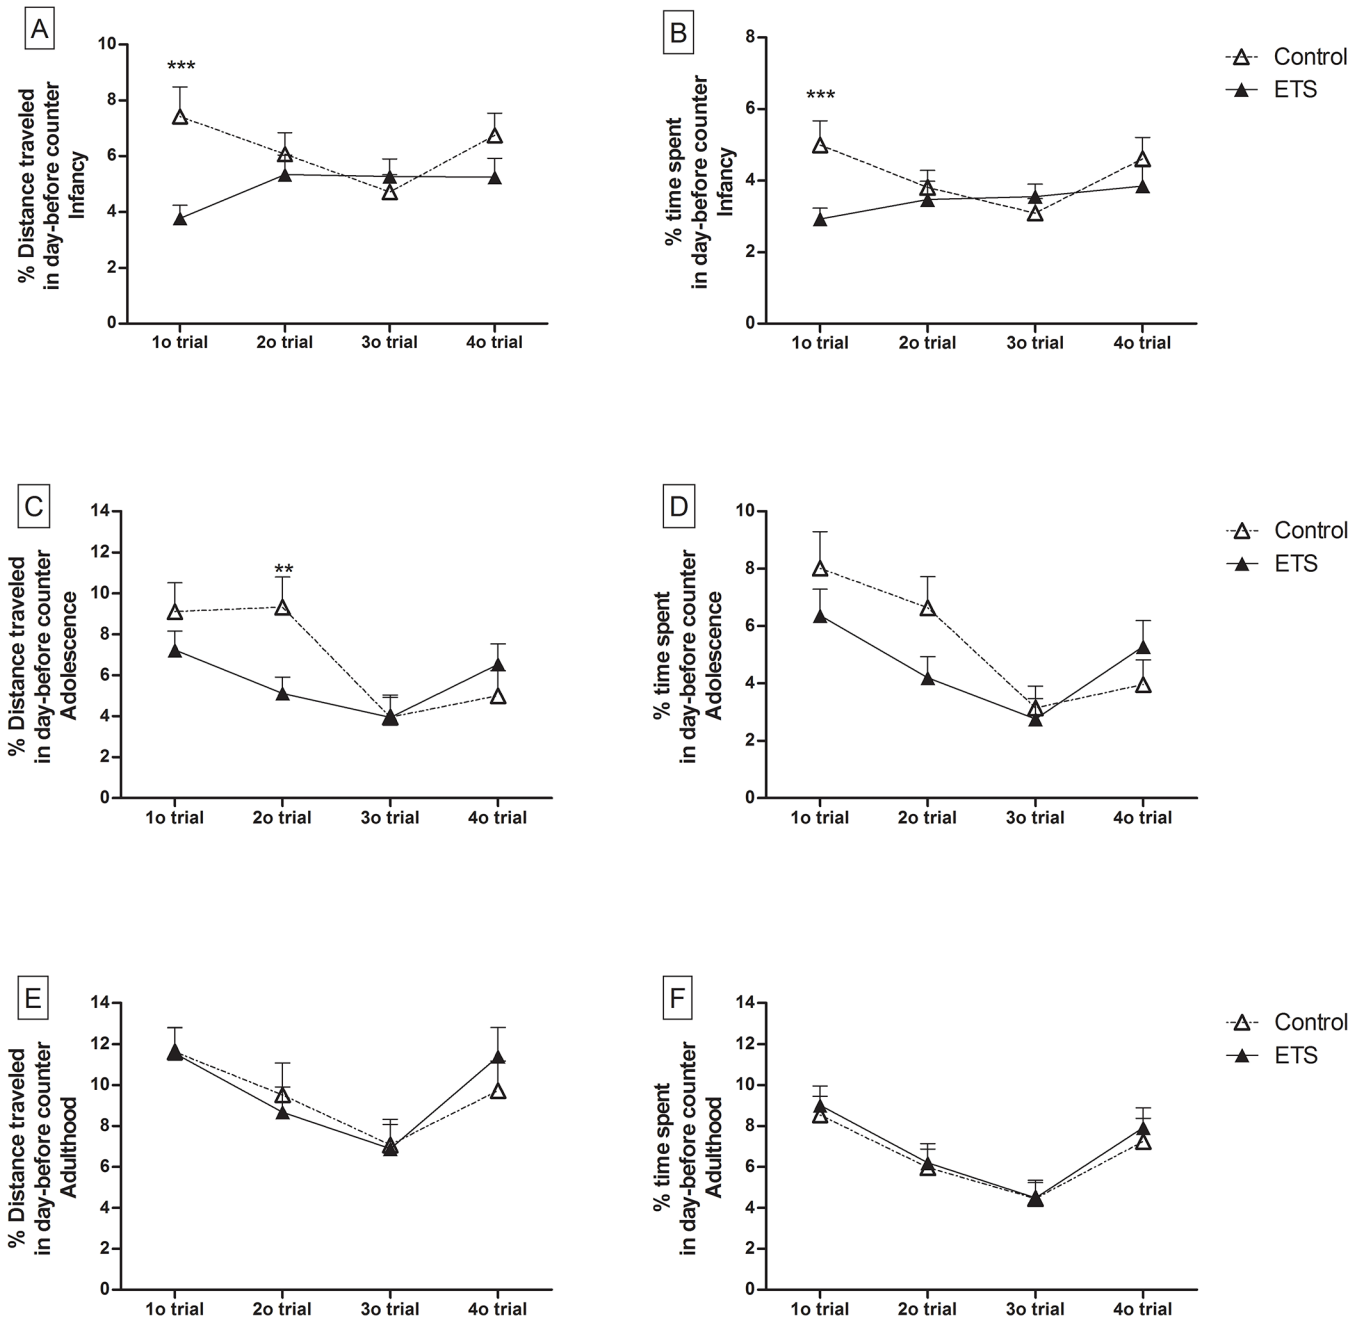 A
% Distance traveled
in day-before counter
Infancy
10
8
6
4
2
0
***
1o trial 2o trial 3o trial 4o trial
B
% time spent
in day-before counter
Infancy
8
6
4
2
0
***
1o trial 2o trial 3o trial 4o trial
Control
ETS
C
% Distance traveled
in day-before counter
Adolescence
14
12
10
8
6
4
2
0
**
1o trial 2o trial 3o trial 4o trial
D
% time spent
in day-before counter
Adolescence
10
8
6
4
2
0
1o trial 2o trial 3o trial 4o trial
Control
ETS
E
% Distance traveled
in day-before counter
Adulthood
14
12
10
8
6
4
2
0
1o trial 2o trial 3o trial 4o trial
F
% time spent
in day-before counter
Adulthood
14
12
10
8
6
4
2
0
1o trial 2o trial 3o trial 4o trial
Control
ETS